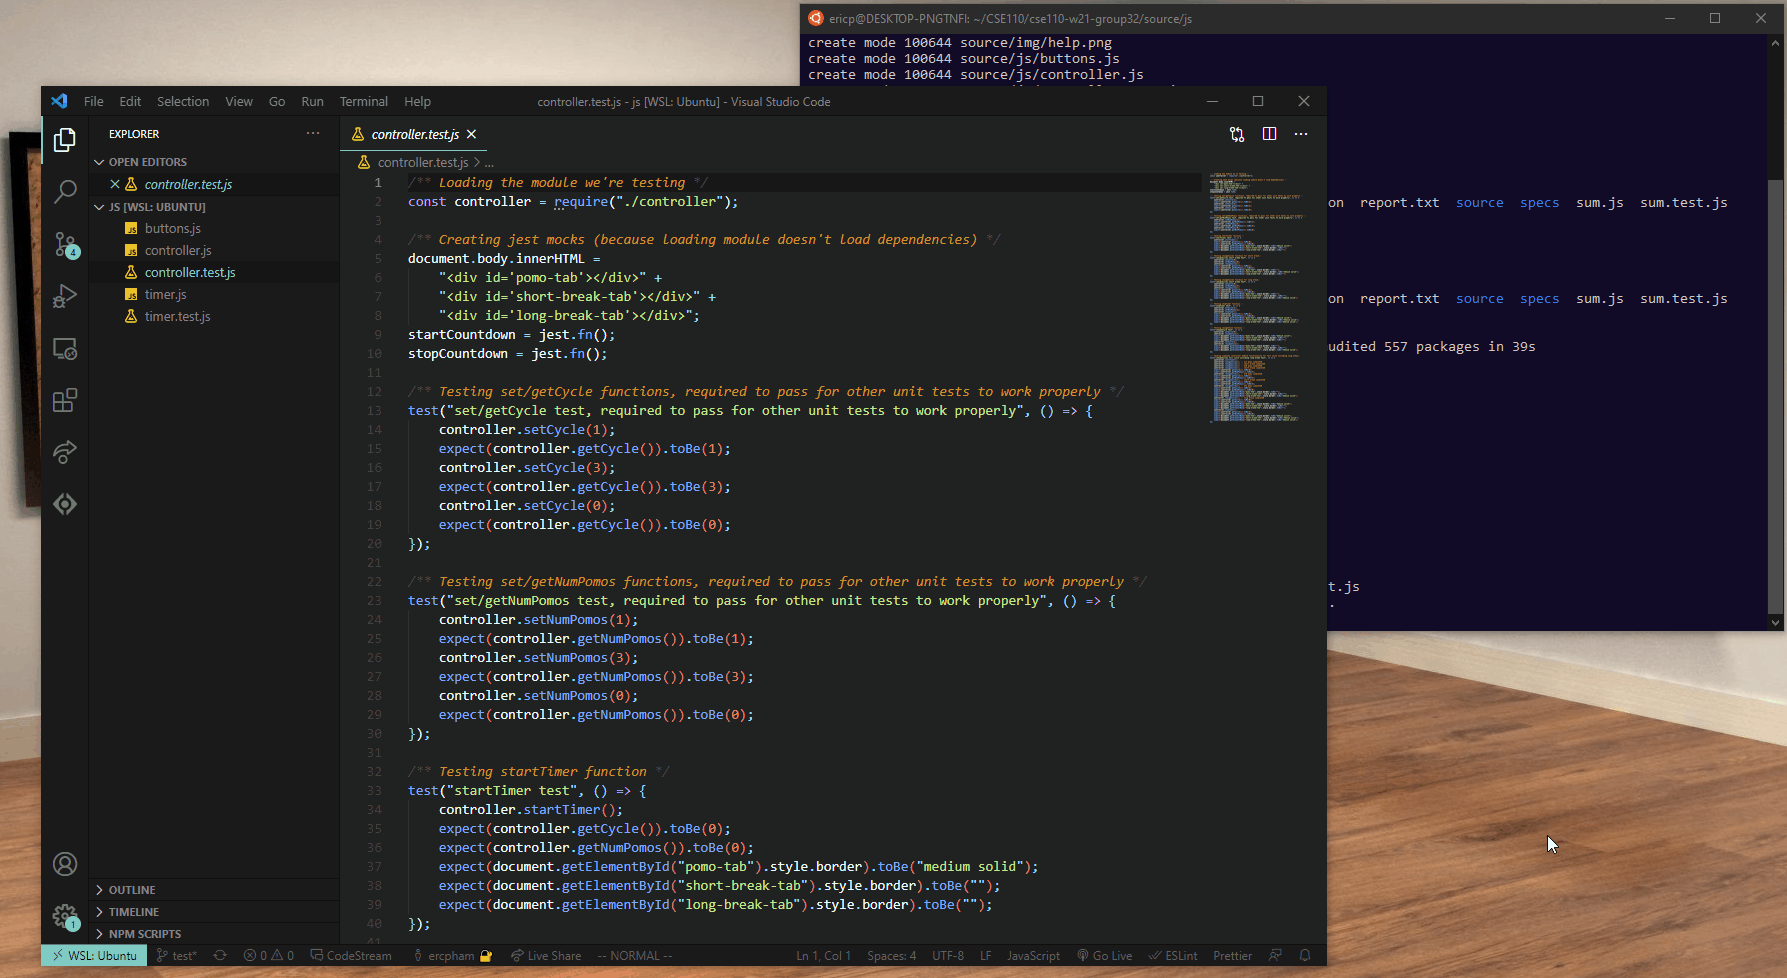 ericp@DESKTOP-PNGTNFI: ~/CSE110/cse110-w21-group32/source/js
create mode 100644 source/img/help.png
create mode 100644 source/js/buttons.js
create mode 100644 source/js/controller.js
on report.txt source specs sum.js sum.test.js
on report.txt source specs sum.js sum.test.js
udited 557 packages in 39s
t.js
.
File Edit Selection View Go Run Terminal Help
controller.test.js - js [WSL: Ubuntu] - Visual Studio Code
EXPLORER
OPEN EDITORS
controller.test.js
JS [WSL: UBUNTU]
buttons.js
controller.js
controller.test.js
timer.js
timer.test.js
4
OUTLINE
TIMELINE
NPM SCRIPTS
1
controller.test.js
controller.test.js > ...
1 /** Loading the module we're testing */
2 const controller = require("./controller");
3
4 /** Creating jest mocks (because loading module doesn't load dependencies) */
5 document.body.innerHTML =
6 "<div id='pomo-tab'></div>" +
7 "<div id='short-break-tab'></div>" +
8 "<div id='long-break-tab'></div>";
9 startCountdown = jest.fn();
10 stopCountdown = jest.fn();
11
12 /** Testing set/getCycle functions, required to pass for other unit tests to work properly */
13 test("set/getCycle test, required to pass for other unit tests to work properly", () => {
14 controller.setCycle(1);
15 expect(controller.getCycle()).toBe(1);
16 controller.setCycle(3);
17 expect(controller.getCycle()).toBe(3);
18 controller.setCycle(0);
19 expect(controller.getCycle()).toBe(0);
20 });
21
22 /** Testing set/getNumPomos functions, required to pass for other unit tests to work properly */
23 test("set/getNumPomos test, required to pass for other unit tests to work properly", () => {
24 controller.setNumPomos(1);
25 expect(controller.getNumPomos()).toBe(1);
26 controller.setNumPomos(3);
27 expect(controller.getNumPomos()).toBe(3);
28 controller.setNumPomos(0);
29 expect(controller.getNumPomos()).toBe(0);
30 });
31
32 /** Testing startTimer function */
33 test("startTimer test", () => {
34 controller.startTimer();
35 expect(controller.getCycle()).toBe(0);
36 expect(controller.getNumPomos()).toBe(0);
37 expect(document.getElementById("pomo-tab").style.border).toBe("medium solid");
38 expect(document.getElementById("short-break-tab").style.border).toBe("");
39 expect(document.getElementById("long-break-tab").style.border).toBe("");
40 });
41
WSL: Ubuntu test* 0 0 CodeStream ercpham Live Share -- NORMAL -- Ln 1, Col 1 Spaces: 4 UTF-8 LF JavaScript Go Live ESLint Prettier